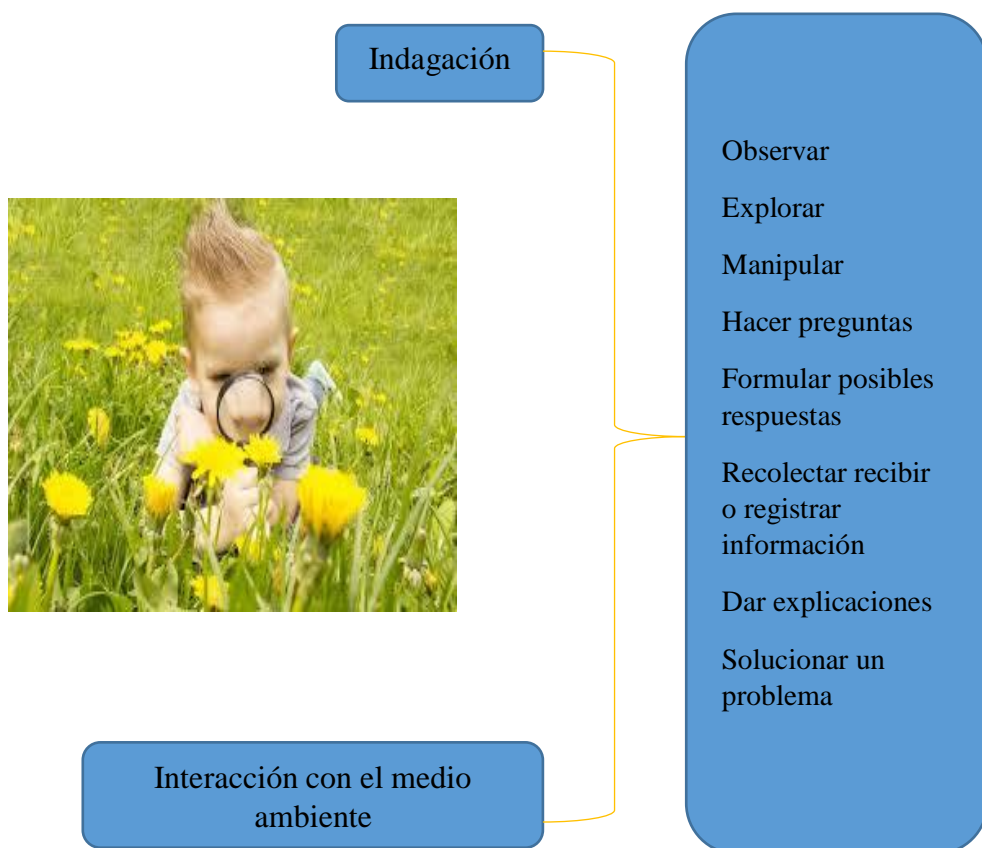 Indagación
Observar
Explorar
Manipular
Hacer preguntas
Formular posibles
respuestas
Recolectar recibir
o registrar
información
Dar explicaciones
Solucionar un
problema
Interacción con el medio
ambiente